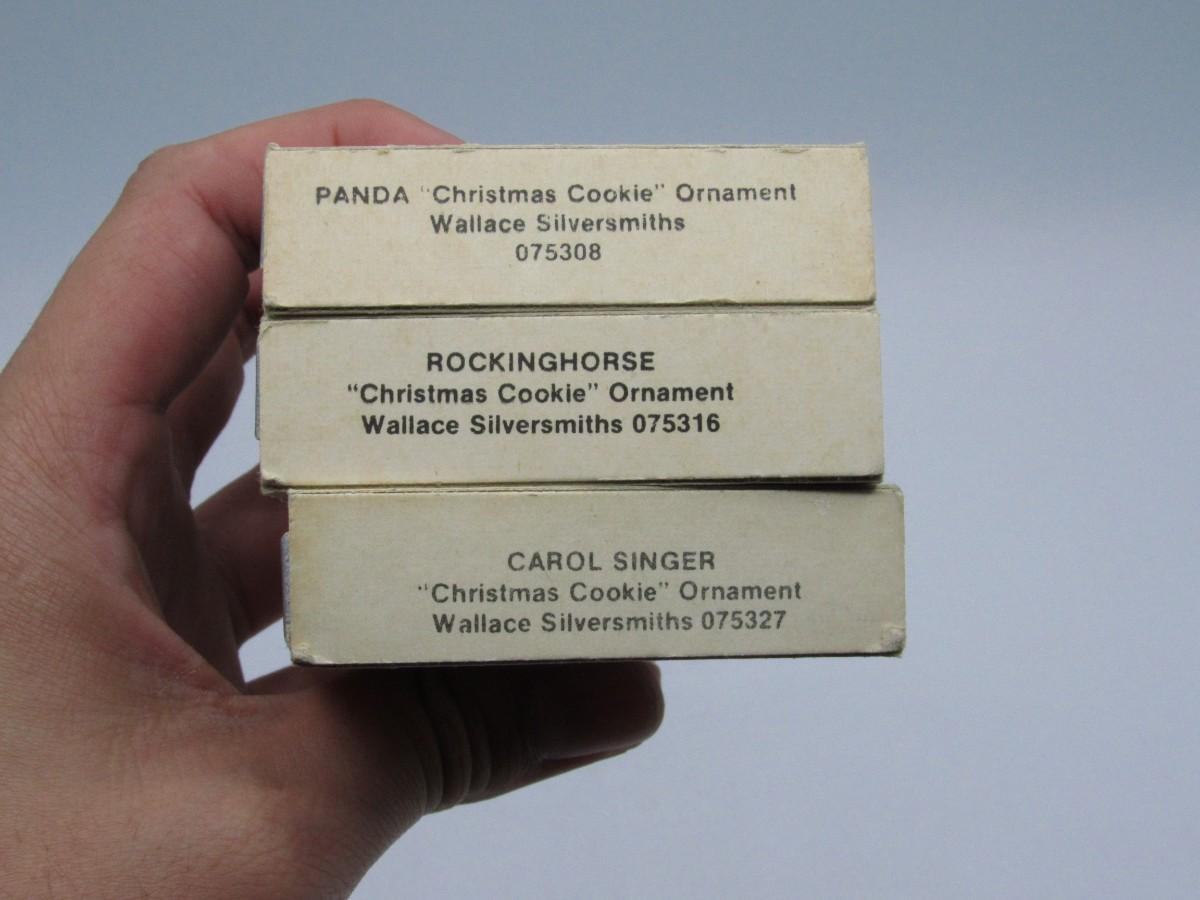 PANDA "Christmas Cookie" Ornament
Wallace Silversmiths
075308
ROCKINGHORSE
"Christmas Cookie" Ornament
Wallace Silversmiths 075316
CAROL SINGER
"Christmas Cookie" Ornament
Wallace Silversmiths 075327